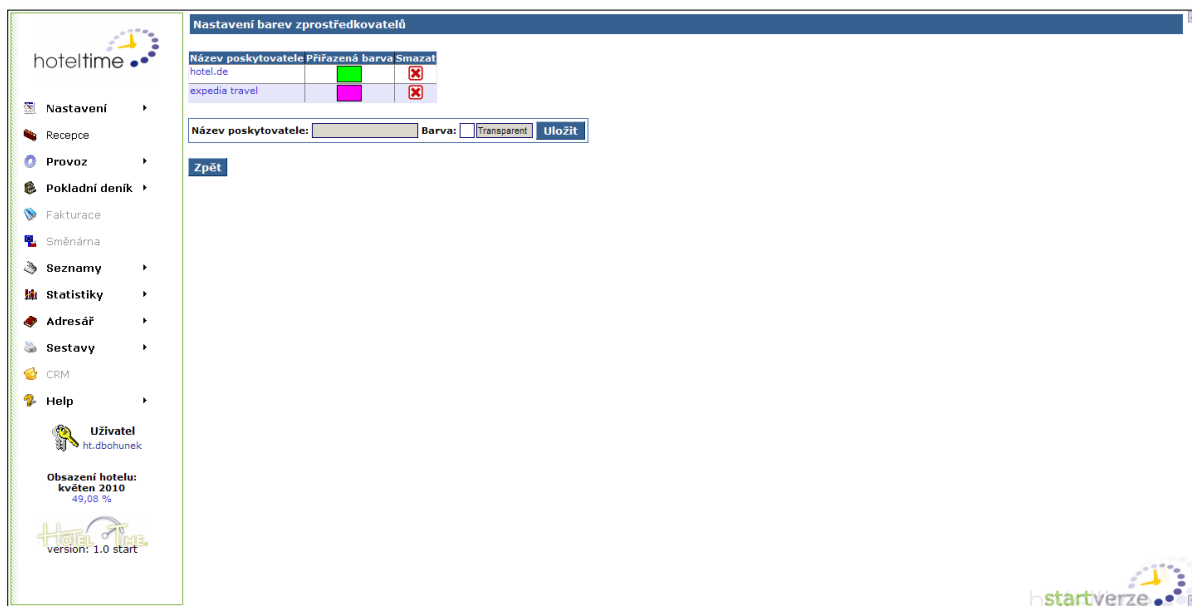 hoteltime
Nastavení
Recepce
Provoz
Pokladní deník
Fakturace
Směnárna
Seznamy
Statistiky
Adresář
Sestavy
CRM
Help
Uživatel
ht.dbohunek
Obsazení hotelu:
květen 2010
49,08 %
HOTEL TIME.
version: 1.0 start
Nastavení barev zprostředkovatelů
Název poskytovatele Přiřazená barva Smazat
hotel.de
expedia travel
Název poskytovatele: Barva: Transparent Uložit
Zpět
startverze